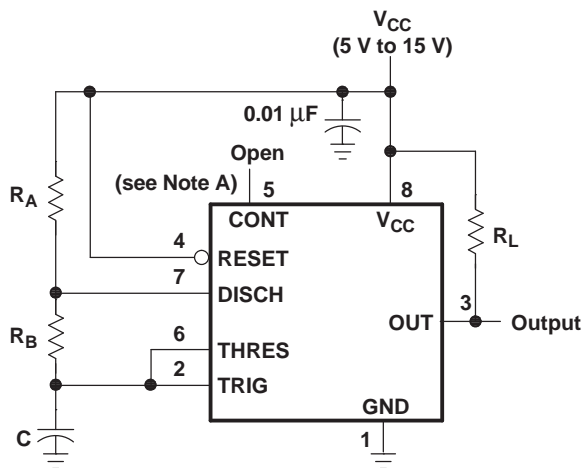 VCC
(5 V to 15 V)
0.01 μF
Open
(see Note A)
5
8
RA
CONT
VCC
RL
4
RESET
7
DISCH
3
OUT
Output
RB
6
THRES
2
TRIG
GND
C
1